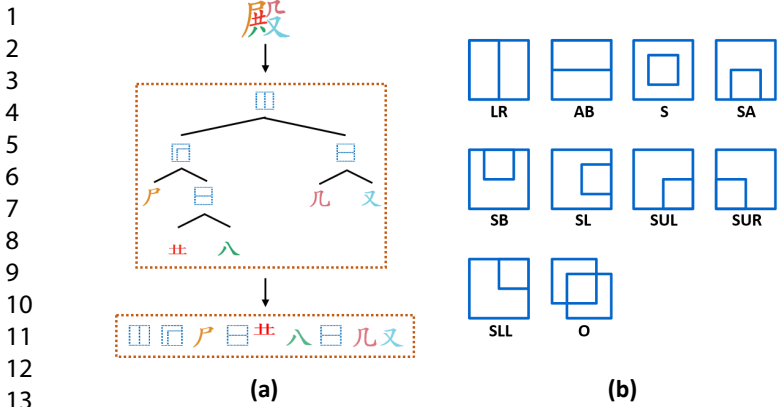 1
2
3
4
5
6
7
8
9
10
11
12
13
殿
⿰
⿸ ⿱
尸 ⿱ 几 又
龷 八
⿰ ⿸ 尸 ⿱ 龷 八 ⿱ 几 又
(a)
LR AB S SA
SB SL SUL SUR
SLL O
(b)